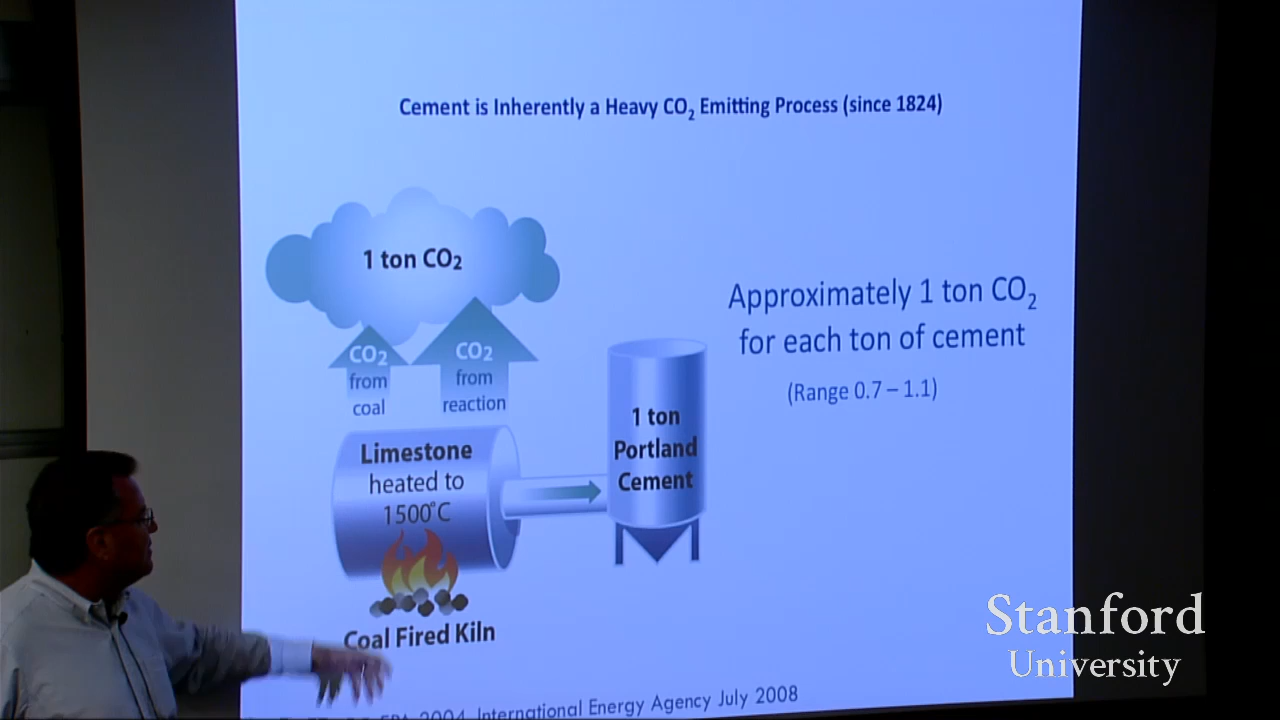 Cement is Inherently a Heavy CO₂ Emitting Process (since 1824)
1 ton CO₂
CO₂
from
coal
CO₂
from
reaction
Approximately 1 ton CO₂
for each ton of cement
(Range 0.7 – 1.1)
Limestone
heated to
1500°C
1 ton
Portland
Cement
Coal Fired Kiln
2004, International Energy Agency July 2008
Stanford
University